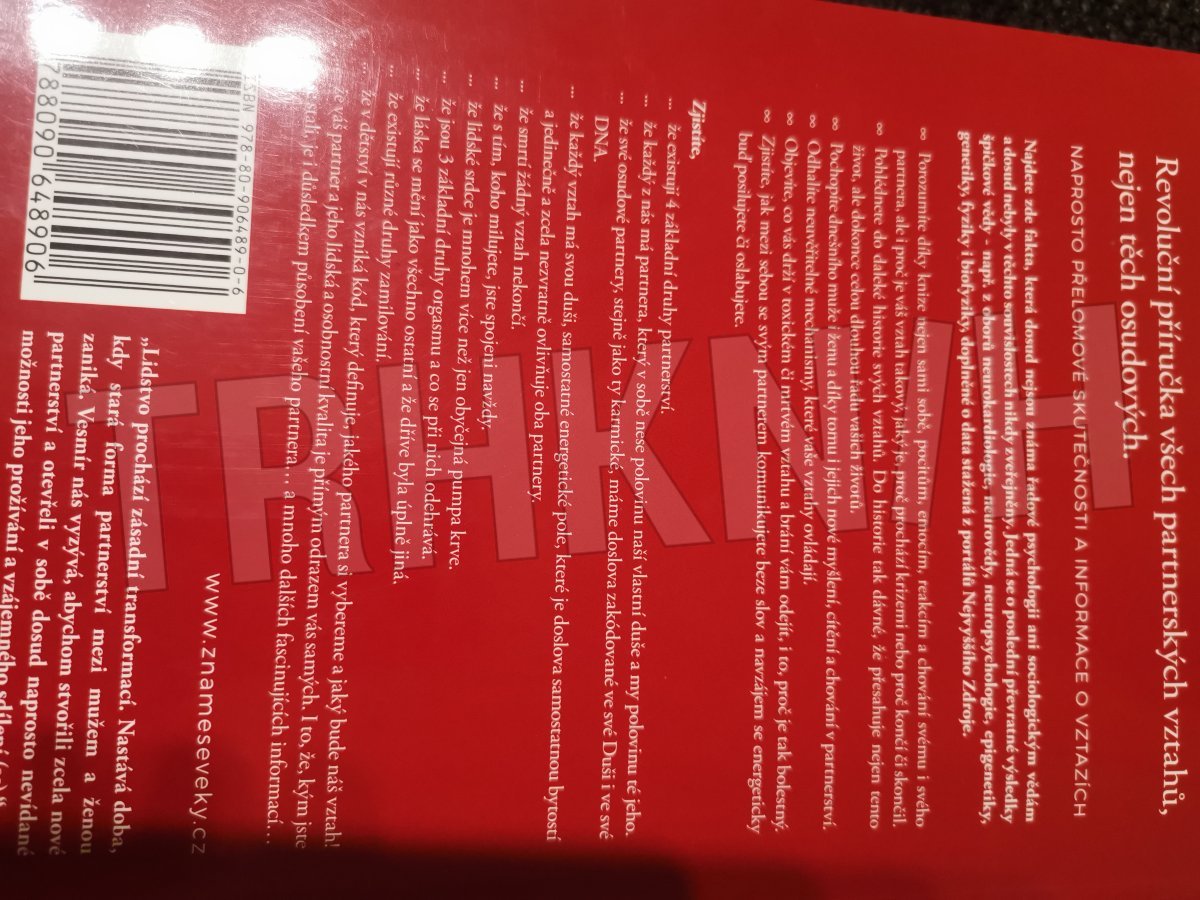 Revoluční příručka všech partnerských vztahů,
nejen těch osudových.
NAPROSTO PŘELOMOVÉ SKUTEČNOSTI A INFORMACE O VZTAZÍCH
Najdete zde fakta, která dosud nejsou známa řadové psychologii ani sociologickým vědám
a dosud nebyly v těchto souvislostech nikdy zveřejněny. Jedná se o poslední převratné výsledky
špičkové vědy - např. z oborů neurokardiologie, neurovědy, neuropsychologie, epigenetiky,
genetiky, fyziky i biofyziky, doplněné o data stažená z portálů Nejvyššího Zdroje.
∞ Porozumíte díky knize nejen sami sobě, pocitům, emocím, reakcím a chování svému i svého
partnera, ale i proč je váš vztah takový, jaký je, proč prochází krizemi nebo proč končí či skončil.
∞ Pohlédnete do daleké historie svých vztahů. Do historie tak dávné, že přesahuje nejen tento
život, ale dokonce celou dlouhou řadu vašich životů.
∞ Pochopíte dnešního muže i ženu a díky tomu i jejich nové myšlení, cítění a chování v partnerství.
∞ Odhalíte neuvěřitelné mechanismy, které vaše vztahy ovládají.
∞ Objevíte, co vás drží v toxickém či mrtvém vztahu a brání vám odejít, i to, proč je tak bolestný.
∞ Zjistíte, jak mezi sebou se svým partnerem komunikujete beze slov a navzájem se energeticky
buď posilujete či oslabujete.
Zjistíte,
... že existují 4 základní druhy partnerství.
... že každý z nás má partnera, který v sobě nese polovinu naší vlastní duše a my polovinu té jeho.
... že své osudové partnery, stejně jako ty karmické, máme doslova zakódované ve své Duši i ve své
DNA.
... že každý vztah má svou duši, samostatné energetické pole, které je doslova samostatnou bytostí
a jedinečně a zcela nezvratně ovlivňuje oba partnery.
... že smrtí žádný vztah nekončí.
... že s tím, koho milujete, jste spojeni navždy.
... že lidské srdce je mnohem více než jen obyčejná pumpa krve.
... že jsou 3 základní druhy orgasmu a co se při nich odehrává.
... že láska se mění jako všechno ostatní a že dříve byla úplně jiná.
... že existují různé druhy zamilování.
... že v dětství v nás vzniká kód, který definuje, jakého partnera si vybereme a jaký bude náš vztah!
... že váš partner a jeho lidská a osobnostní kvalita je přímým odrazem vás samých. I to, že, kým jste
se stali, je i důsledkem působení vašeho partnera... a mnoho dalších fascinujících informací...
www.znameseveky.cz
„Lidstvo prochází zásadní transformací. Nastává doba,
kdy stará forma partnerství mezi mužem a ženou
zaniká. Vesmír nás vyzývá, abychom stvořili zcela nové
partnerství a otevřeli v sobě dosud naprosto nevídané
možnosti jeho prožívání a vzájemného sdílení (se)."
ISBN 978-80-906489-0-6
788090 648906
TRHKNIH